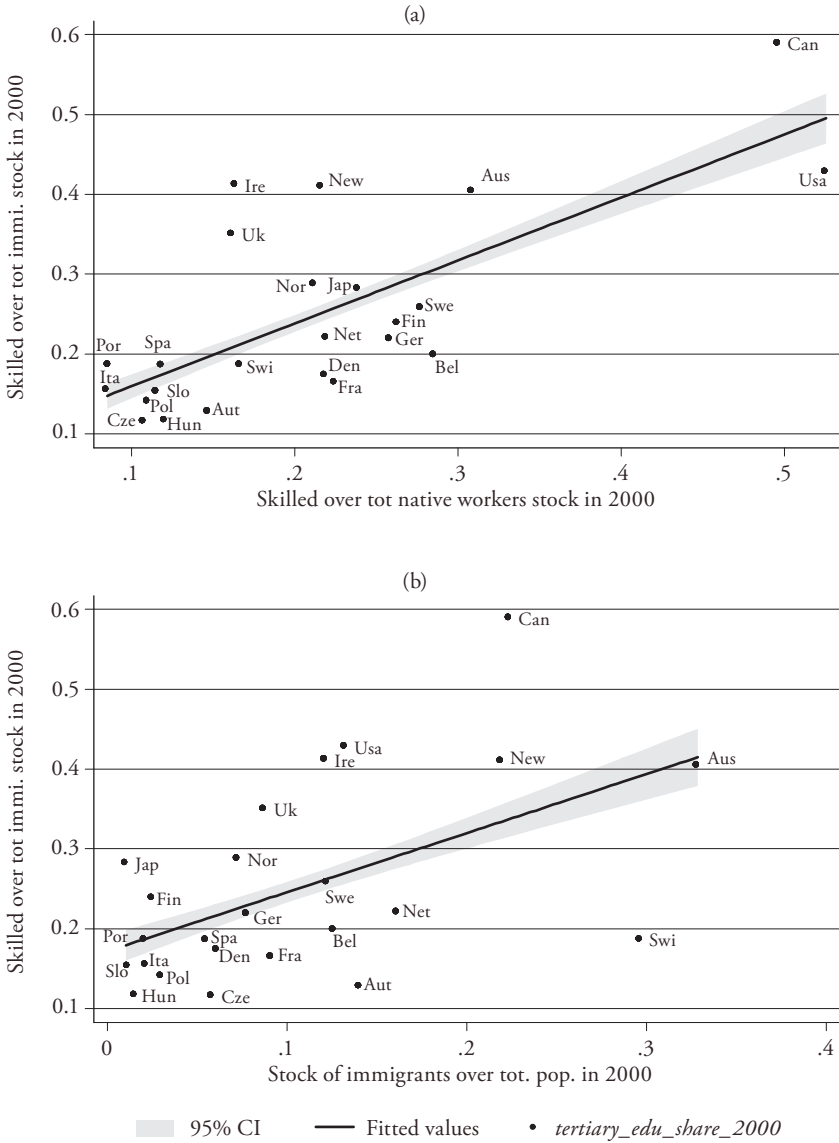 (a)
Skilled over tot immi. stock in 2000
0.6
0.5
0.4
0.3
0.2
0.1
Can
Usa
Aus
New
Ire
Uk
Nor
Jap
Swe
Fin
Net
Ger
Bel
Den
Fra
Swi
Por
Spa
Ita
Slo
Pol
Aut
Cze
Hun
.1 .2 .3 .4 .5
Skilled over tot native workers stock in 2000
(b)
Skilled over tot immi. stock in 2000
0.6
0.5
0.4
0.3
0.2
0.1
Can
Usa
Ire
New
Aus
Uk
Jap
Nor
Fin
Swe
Ger
Net
Por
Spa
Bel
Swi
Den
Slo
Ita
Fra
Pol
Aut
Hun
Cze
0 .1 .2 .3 .4
Stock of immigrants over tot. pop. in 2000
95% CI Fitted values tertiary_edu_share_2000